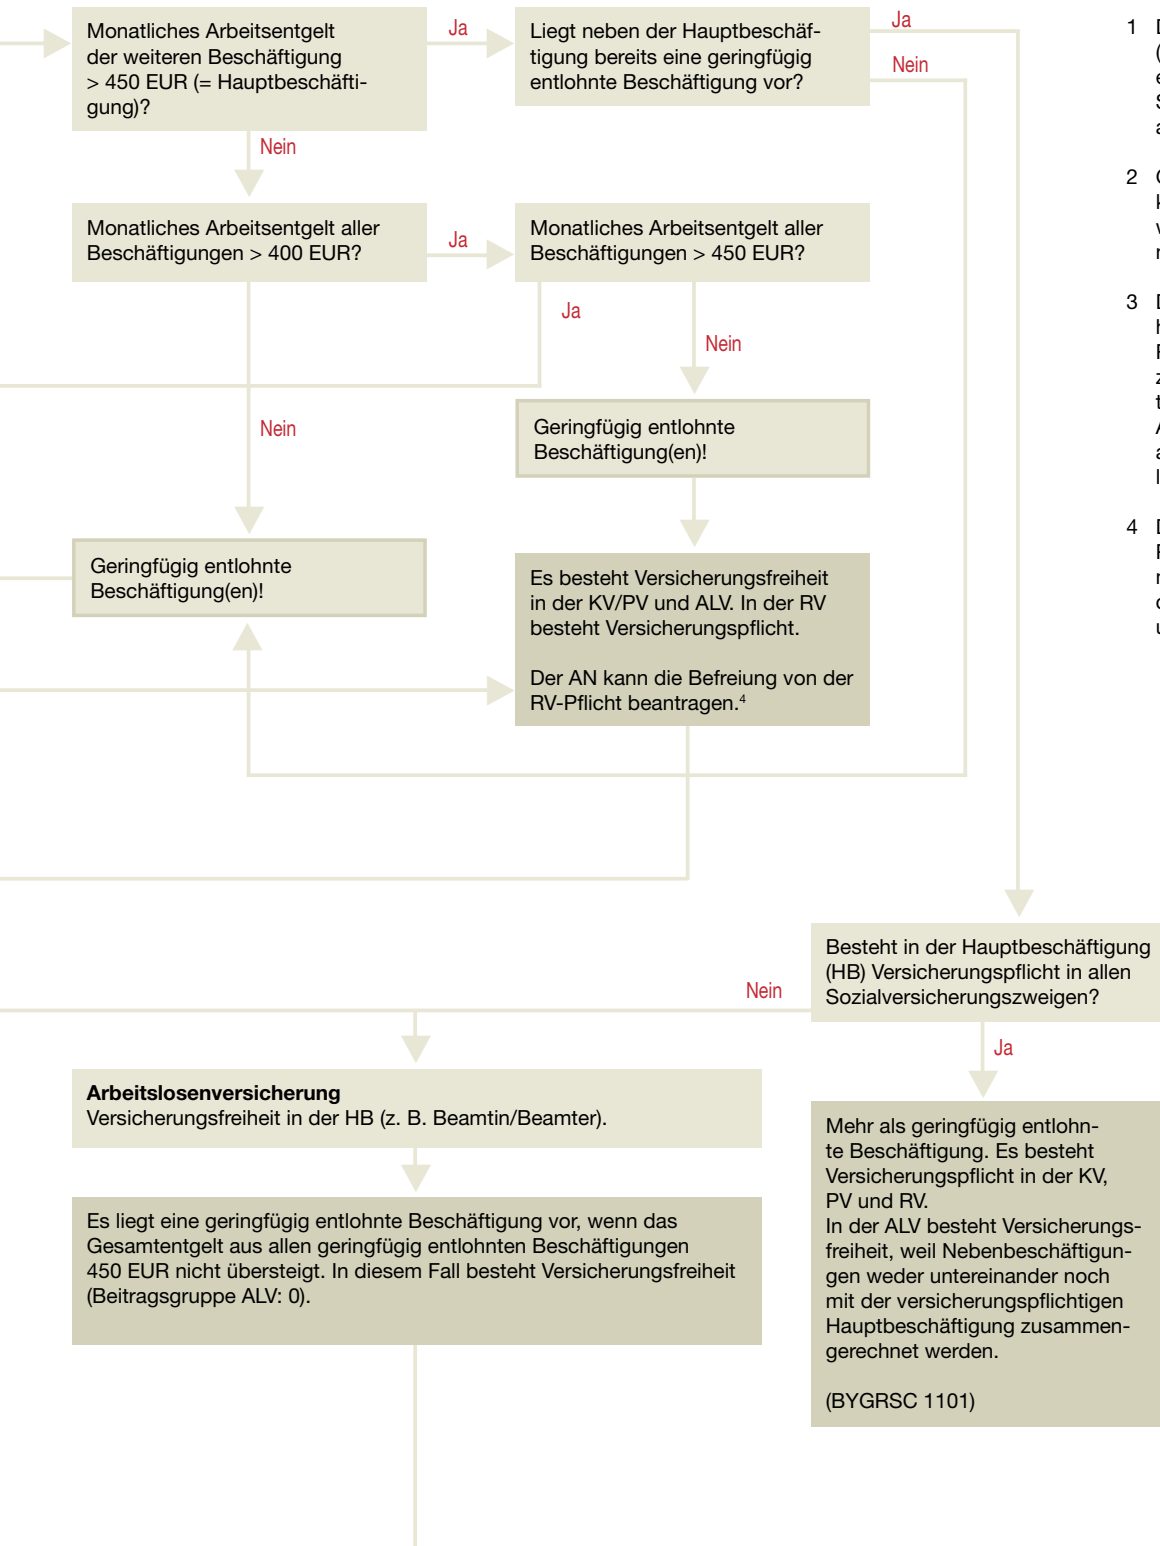 Monatliches Arbeitsentgelt
der weiteren Beschäftigung
> 450 EUR (= Hauptbeschäfti-
gung)?
Ja
Liegt neben der Hauptbeschäf-
tigung bereits eine geringfügig
entlohnte Beschäftigung vor?
Ja
Nein
Nein
Monatliches Arbeitsentgelt aller
Beschäftigungen > 400 EUR?
Ja
Monatliches Arbeitsentgelt aller
Beschäftigungen > 450 EUR?
Ja
Nein
Nein
Geringfügig entlohnte
Beschäftigung(en)!
Geringfügig entlohnte
Beschäftigung(en)!
Es besteht Versicherungsfreiheit
in der KV/PV und ALV. In der RV
besteht Versicherungspflicht.
Der AN kann die Befreiung von der
RV-Pflicht beantragen.4
Besteht in der Hauptbeschäftigung
(HB) Versicherungspflicht in allen
Sozialversicherungszweigen?
Nein
Ja
Arbeitslosenversicherung
Versicherungsfreiheit in der HB (z. B. Beamtin/Beamter).
Es liegt eine geringfügig entlohnte Beschäftigung vor, wenn das
Gesamtentgelt aus allen geringfügig entlohnten Beschäftigungen
450 EUR nicht übersteigt. In diesem Fall besteht Versicherungsfreiheit
(Beitragsgruppe ALV: 0).
Mehr als geringfügig entlohn-
te Beschäftigung. Es besteht
Versicherungspflicht in der KV,
PV und RV.
In der ALV besteht Versicherungs-
freiheit, weil Nebenbeschäftigun-
gen weder untereinander noch
mit der versicherungspflichtigen
Hauptbeschäftigung zusammen-
gerechnet werden.
(BYGRSC 1101)
1
2
3
4